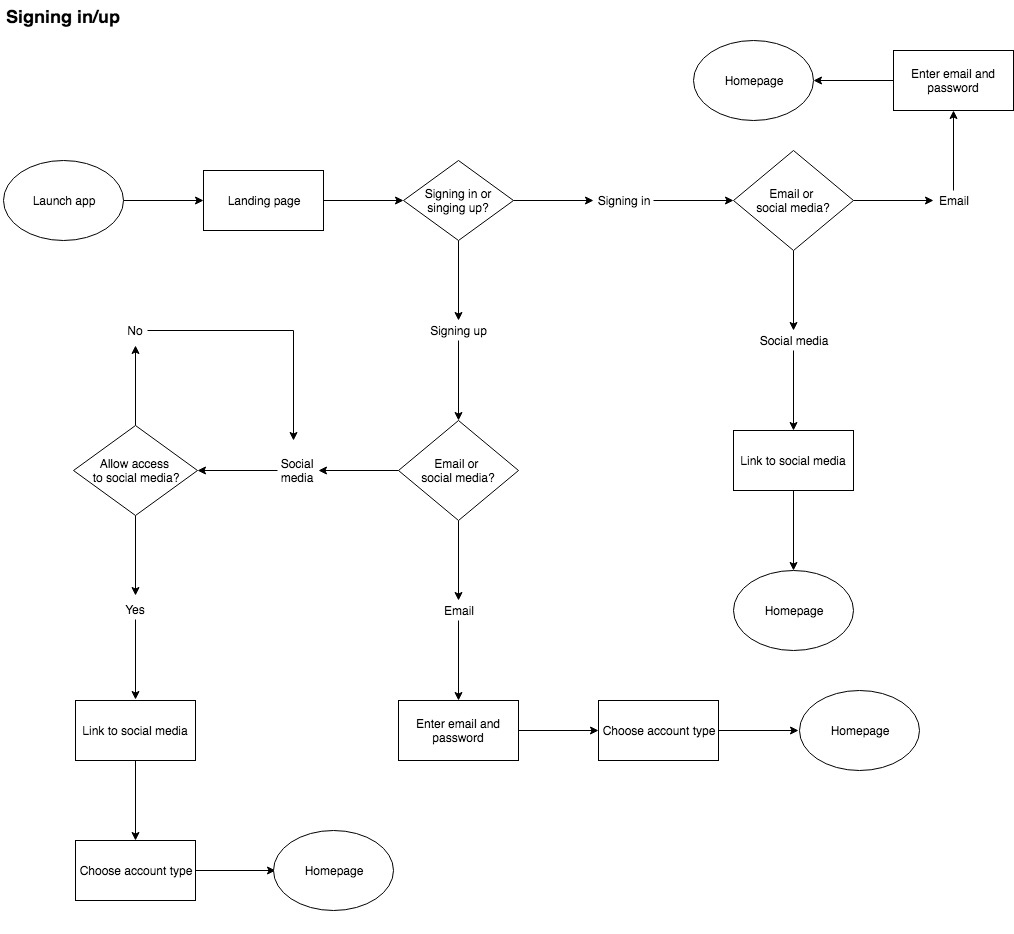 Signing in/up
Homepage
Enter email and
password
Launch app
Landing page
Signing in or
singing up?
Signing in
Email or
social media?
Email
No
Signing up
Social media
Allow access
to social media?
Social
media
Email or
social media?
Link to social media
Yes
Email
Homepage
Link to social media
Enter email and
password
Choose account type
Homepage
Choose account type
Homepage